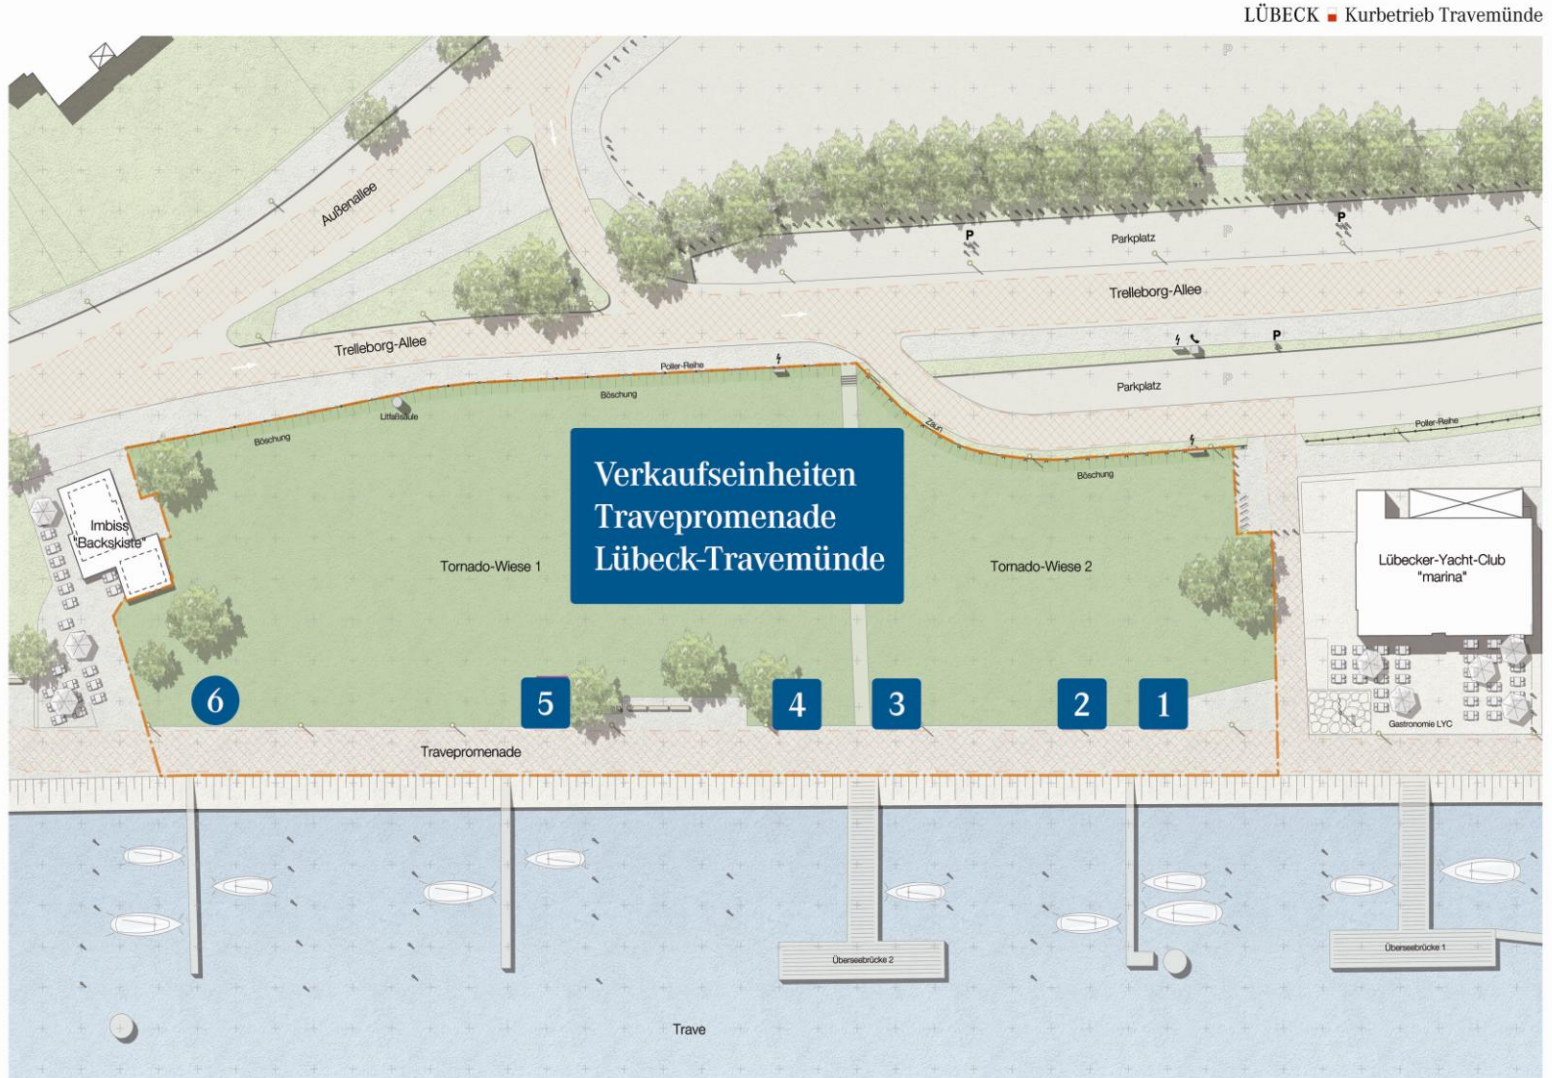 LÜBECK Kurbetrieb Travemünde
P
Außenallee
P
P
Parkplatz
P
Trelleborg-Allee
Trelleborg-Allee
P
Poller-Reihe
Parkplatz
P
Böschung
Litfaßsäule
Böschung
Zaun
Poller-Reihe
Verkaufseinheiten
Travepromenade
Lübeck-Travemünde
Böschung
Imbiss
"Backskiste"
Tornado-Wiese 1
Tornado-Wiese 2
Lübecker-Yacht-Club
"marina"
6
5
4
3
2
1
Gastronomie LYC
Travepromenade
Überseebrücke 2
Überseebrücke 1
Trave